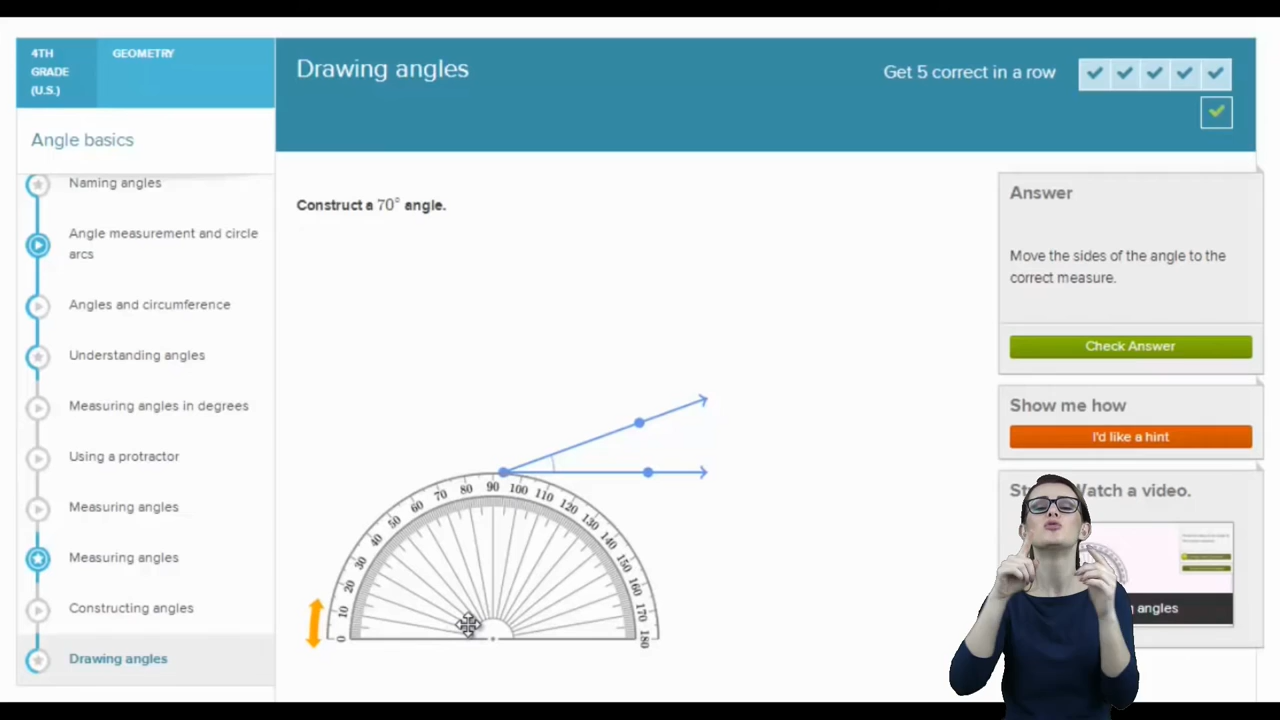 4TH
GRADE
(U.S.)
GEOMETRY
Angle basics
Naming angles
Angle measurement and circle
arcs
Angles and circumference
Understanding angles
Measuring angles in degrees
Using a protractor
Measuring angles
Measuring angles
Constructing angles
Drawing angles
Drawing angles
Get 5 correct in a row
Construct a 70° angle.
0 10 20 30 40 50 60 70 80 90 100 110 120 130 140 150 160 170 180
Answer
Move the sides of the angle to the
correct measure.
Check Answer
Show me how
I'd like a hint
Watch a video.
angles